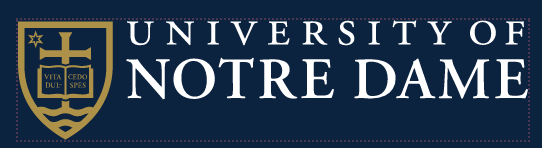 VITA CEDO
DUL· SPES
UNIVERSITY OF
NOTRE DAME